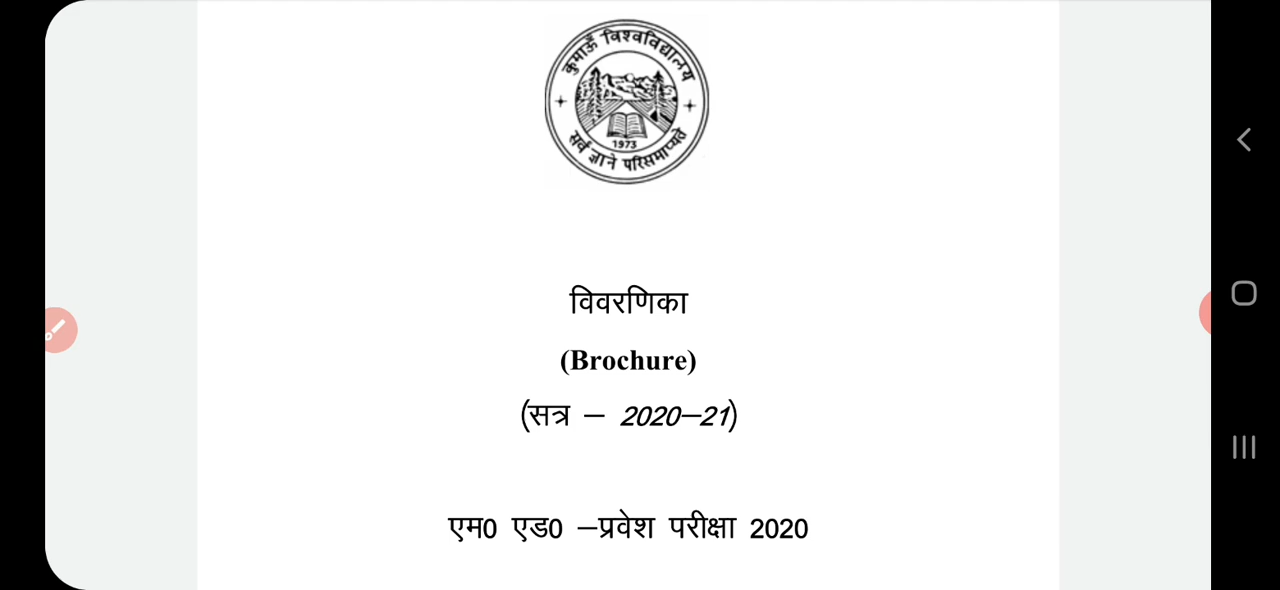 कुमाऊँ विश्वविद्यालय
1973
सर्वं ज्ञाने परिसमाप्यते
विवरणिका
(Brochure)
(सत्र – 2020–21)
एम0 एड0 –प्रवेश परीक्षा 2020